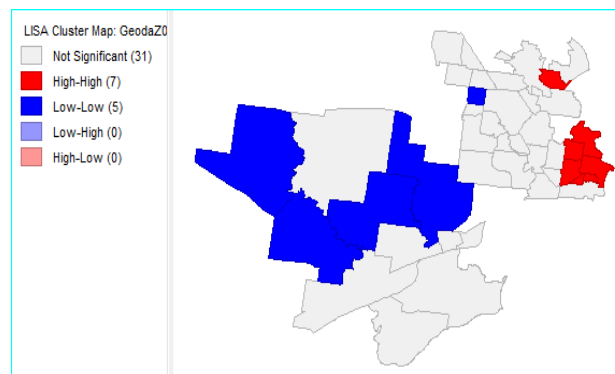 LISA Cluster Map: GeodaZ0
Not Significant (31)
High-High (7)
Low-Low (5)
Low-High (0)
High-Low (0)